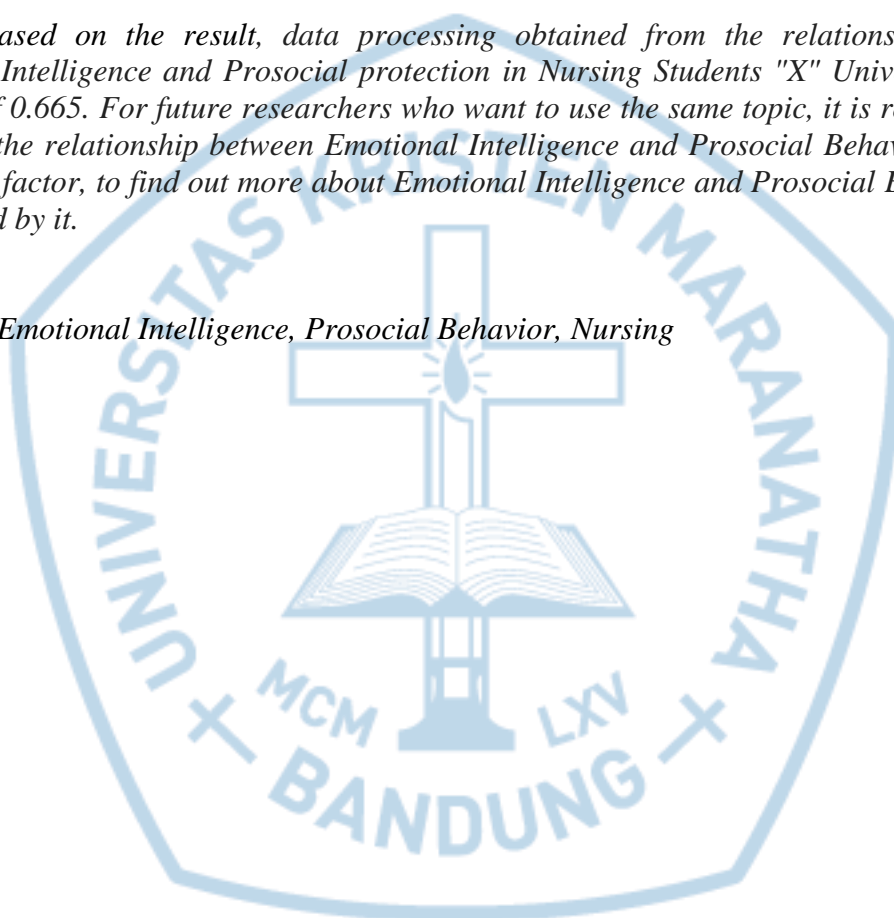 ased on the result, data processing obtained from the relations
Intelligence and Prosocial protection in Nursing Students "X" Univ
f 0.665. For future researchers who want to use the same topic, it is r
the relationship between Emotional Intelligence and Prosocial Behav
factor, to find out more about Emotional Intelligence and Prosocial
d by it.
Emotional Intelligence, Prosocial Behavior, Nursing
UNIVERSITAS KRISTEN MARANATHA
MCM LXV
BANDUNG